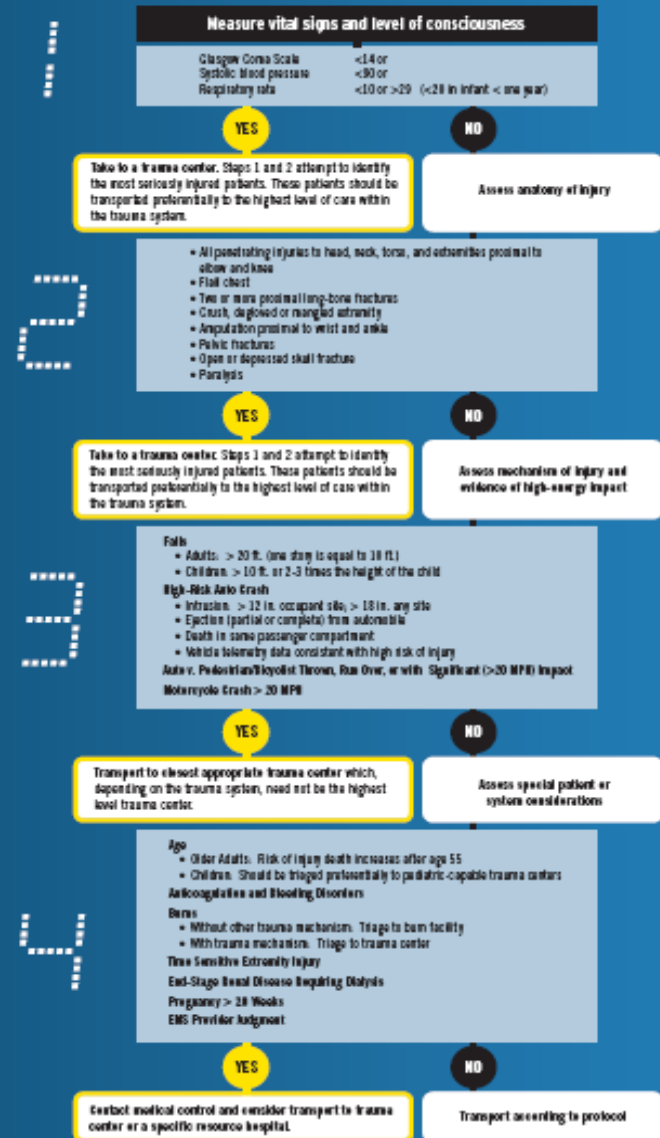 1
Measure vital signs and level of consciousness
Glasgow Coma Scale <14 or
Systolic blood pressure <90 or
Respiratory rate <10 or >29 (<20 in infant < one year)
YES
NO
Take to a trauma center. Steps 1 and 2 attempt to identify
the most seriously injured patients. These patients should be
transported preferentially to the highest level of care within
the trauma system.
Assess anatomy of injury
2
• All penetrating injuries to head, neck, torso, and extremities proximal to
elbow and knee
• Flail chest
• Two or more proximal long-bone fractures
• Crush, degloved or mangled extremity
• Amputation proximal to wrist and ankle
• Pelvic fractures
• Open or depressed skull fracture
• Paralysis
YES
NO
Take to a trauma center. Steps 1 and 2 attempt to identify
the most seriously injured patients. These patients should be
transported preferentially to the highest level of care within
the trauma system.
Assess mechanism of injury and
evidence of high-energy impact
3
Falls
• Adults: > 20 ft. (one story is equal to 10 ft.)
• Children: > 10 ft. or 2-3 times the height of the child
High-Risk Auto Crash
• Intrusion: > 12 in. occupant site; > 18 in. any site
• Ejection (partial or complete) from automobile
• Death in same passenger compartment
• Vehicle telemetry data consistent with high risk of injury
Auto v. Pedestrian/Bicyclist Thrown, Run Over, or with Significant (>20 MPH) Impact
Motorcycle Crash > 20 MPH
YES
NO
Transport to closest appropriate trauma center which,
depending on the trauma system, need not be the highest
level trauma center.
Assess special patient or
system considerations
4
Age
• Older Adults: Risk of injury death increases after age 55
• Children: Should be triaged preferentially to pediatric-capable trauma centers
Anticoagulation and Bleeding Disorders
Burns
• Without other trauma mechanism: Triage to burn facility
• With trauma mechanism: Triage to trauma center
Time Sensitive Extremity Injury
End-Stage Renal Disease Requiring Dialysis
Pregnancy > 20 Weeks
EMS Provider Judgment
YES
NO
Contact medical control and consider transport to trauma
center or a specific resource hospital.
Transport according to protocol